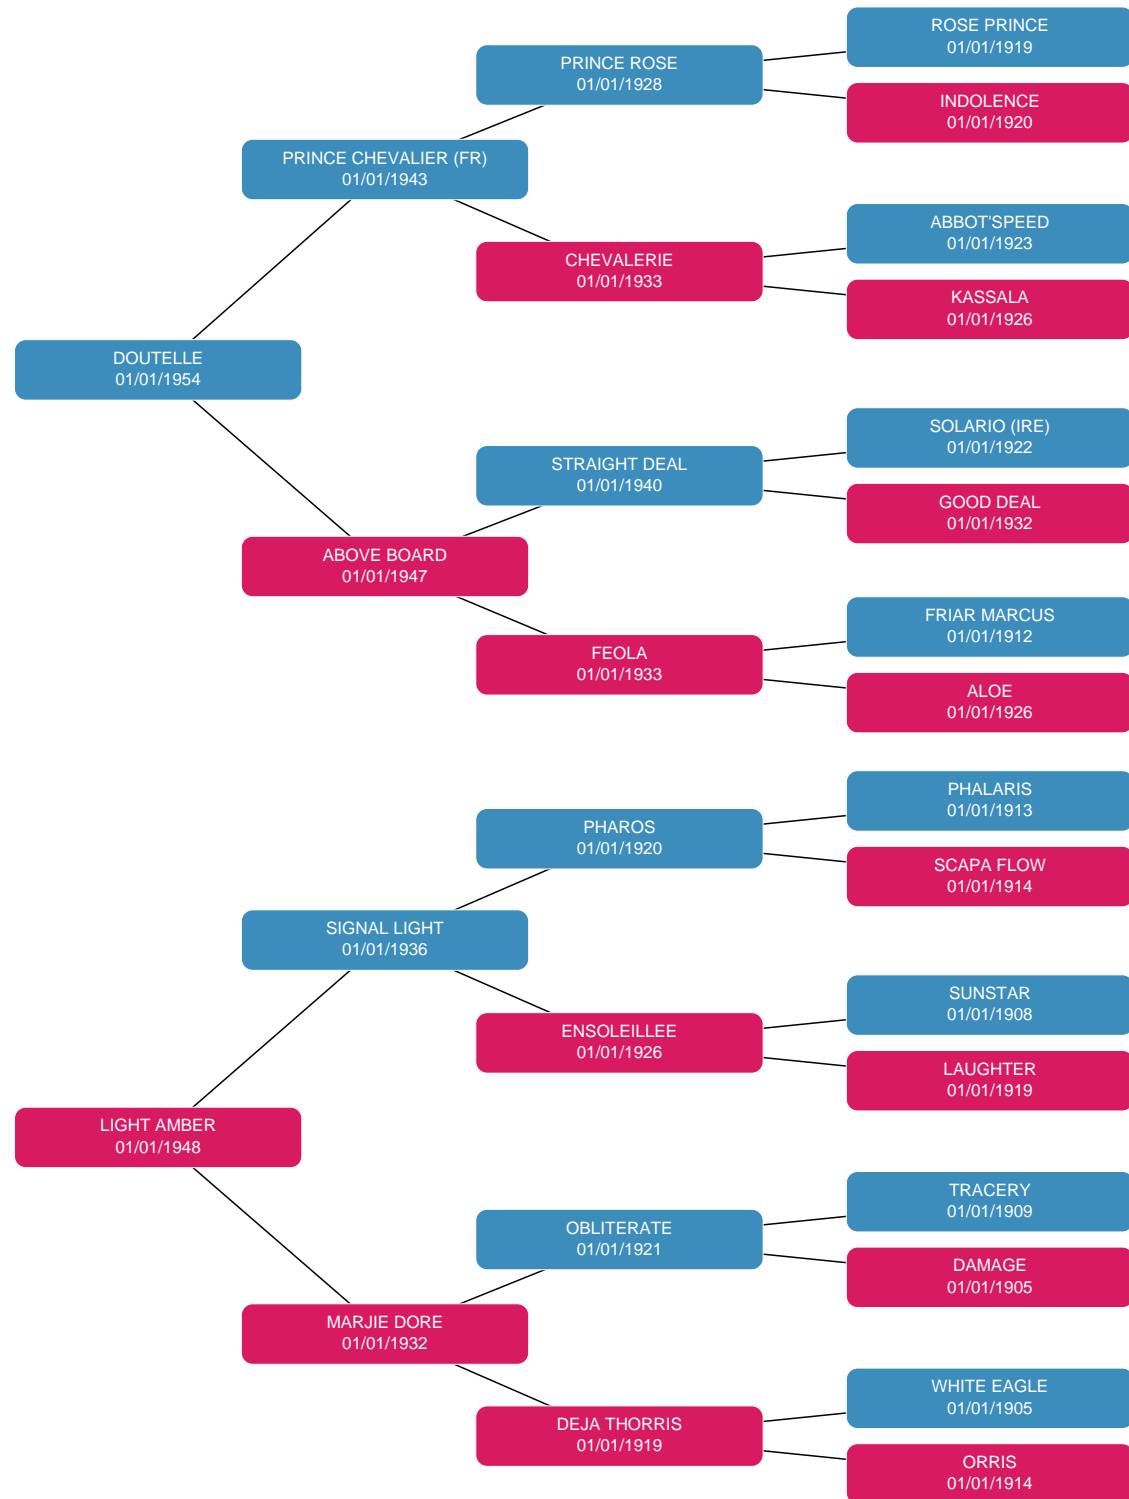 ROSE PRINCE
01/01/1919
PRINCE ROSE
01/01/1928
INDOLENCE
01/01/1920
PRINCE CHEVALIER (FR)
01/01/1943
ABBOT'SPEED
01/01/1923
CHEVALERIE
01/01/1933
KASSALA
01/01/1926
DOUTELLE
01/01/1954
SOLARIO (IRE)
01/01/1922
STRAIGHT DEAL
01/01/1940
GOOD DEAL
01/01/1932
ABOVE BOARD
01/01/1947
FRIAR MARCUS
01/01/1912
FEOLA
01/01/1933
ALOE
01/01/1926
PHALARIS
01/01/1913
PHAROS
01/01/1920
SCAPA FLOW
01/01/1914
SIGNAL LIGHT
01/01/1936
SUNSTAR
01/01/1908
ENSOLEILLEE
01/01/1926
LAUGHTER
01/01/1919
LIGHT AMBER
01/01/1948
TRACERY
01/01/1909
OBLITERATE
01/01/1921
DAMAGE
01/01/1905
MARJIE DORE
01/01/1932
WHITE EAGLE
01/01/1905
DEJA THORRIS
01/01/1919
ORRIS
01/01/1914